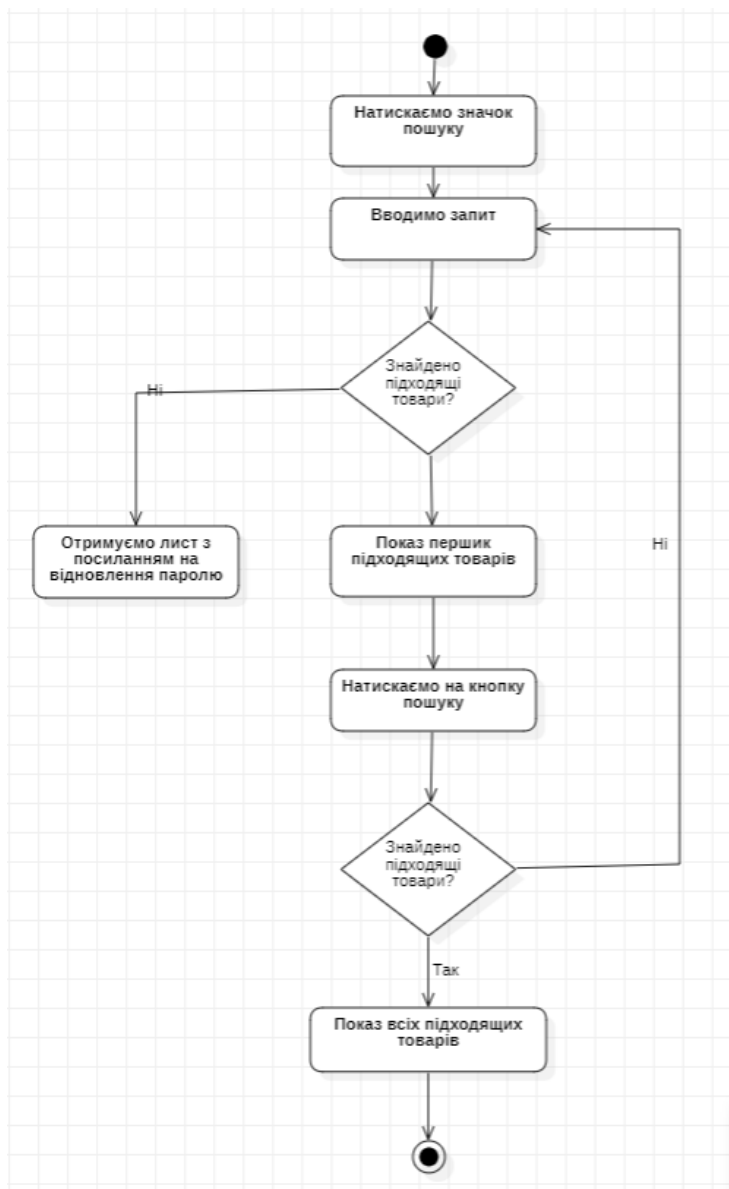 Натискаємо значок
пошуку
Вводимо запит
Знайдено
підходящі
товари?
Ні
Отримуємо лист з
посиланням на
відновлення паролю
Показ першик
підходящих товарів
Ні
Натискаємо на кнопку
пошуку
Знайдено
підходящі
товари?
Так
Показ всіх підходящих
товарів